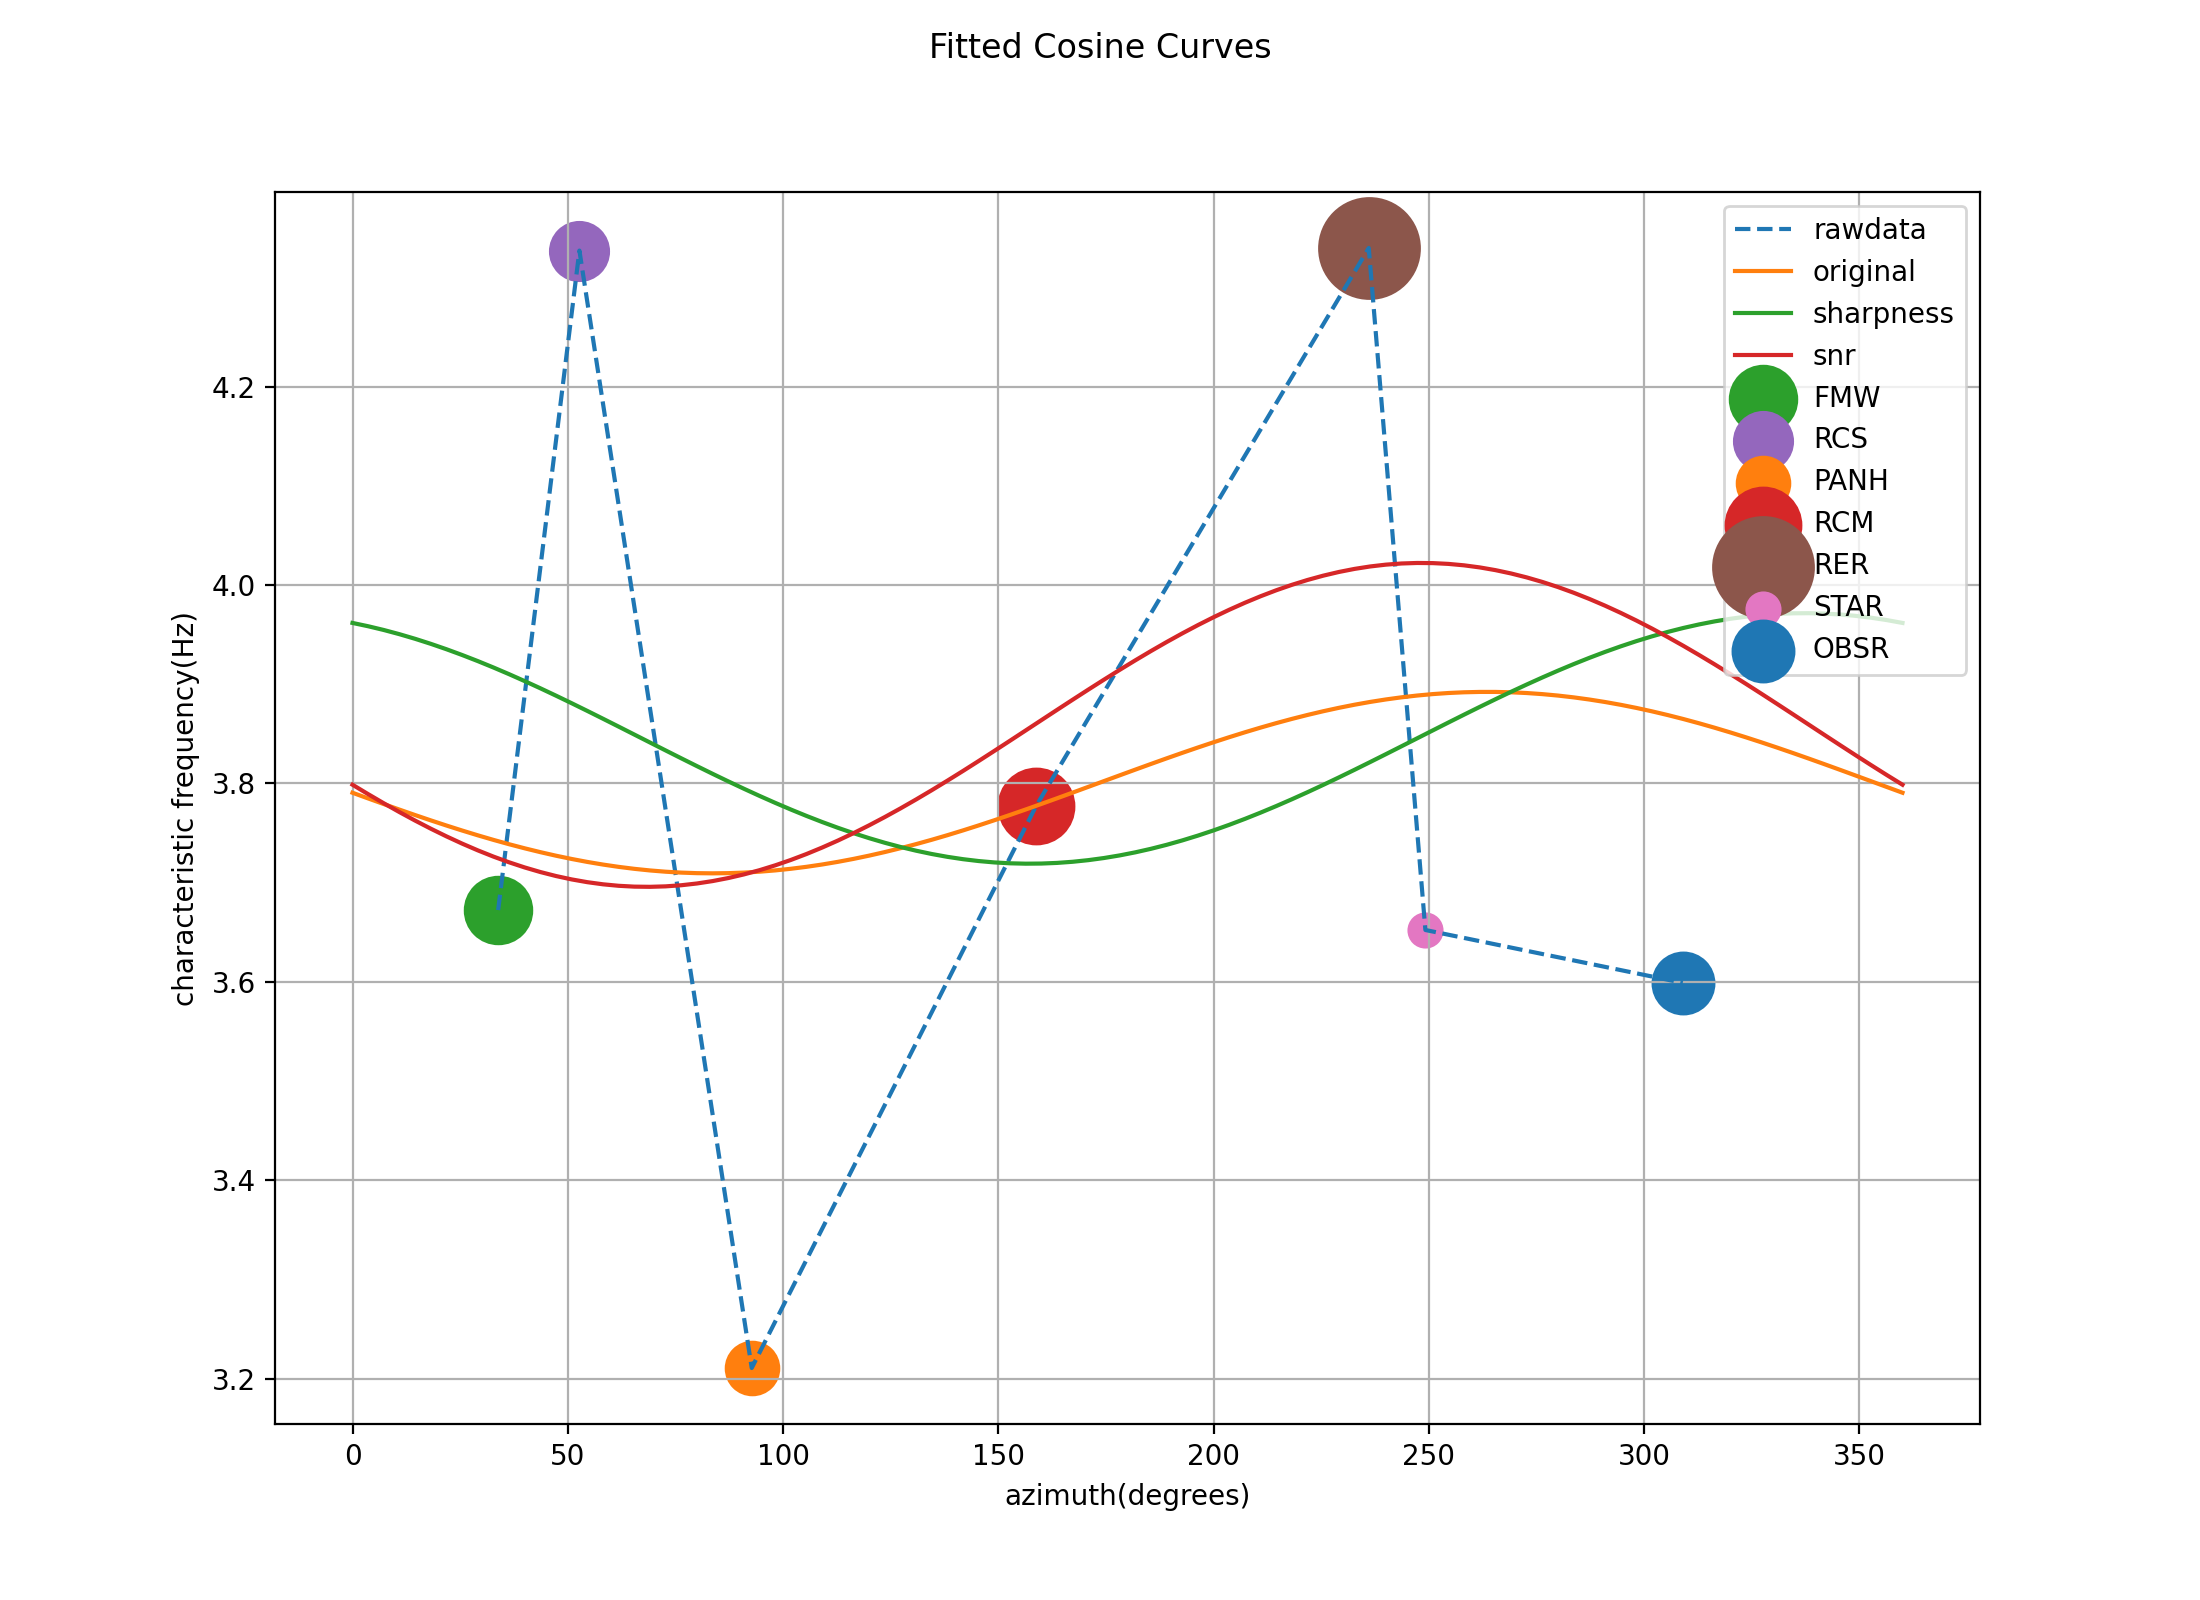 Fitted Cosine Curves
rawdata
original
sharpness
snr
FMW
RCS
PANH
RCM
RER
STAR
OBSR
characteristic frequency(Hz)
4.2
4.0
3.8
3.6
3.4
3.2
0 50 100 150 200 250 300 350
azimuth(degrees)